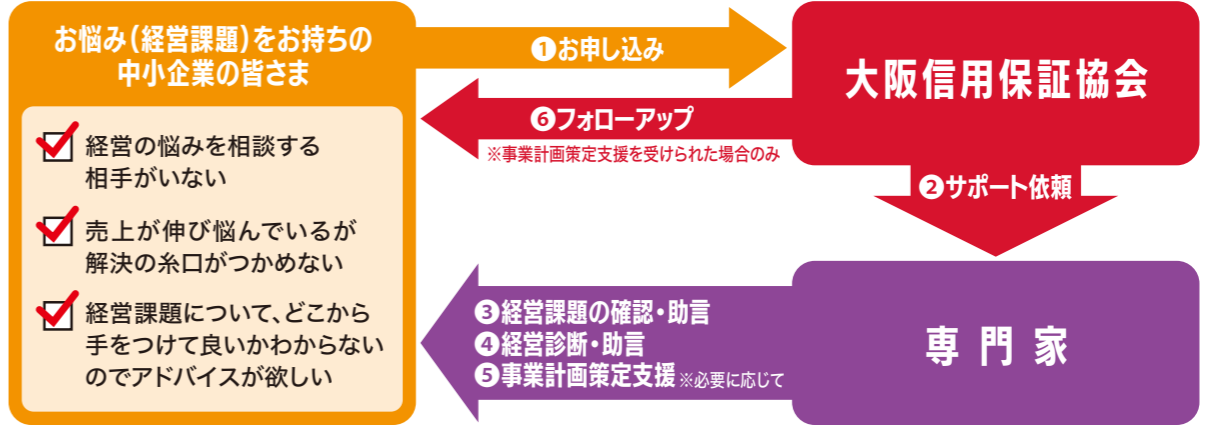 お悩み(経営課題)をお持ちの
中小企業の皆さま
経営の悩みを相談する
相手がいない
売上が伸び悩んでいるが
解決の糸口がつかめない
経営課題について、どこから
手をつけて良いかわからない
のでアドバイスが欲しい
❶お申し込み
❻フォローアップ
※事業計画策定支援を受けられた場合のみ
大阪信用保証協会
❷サポート依頼
❸経営課題の確認・助言
❹経営診断・助言
❺事業計画策定支援 ※必要に応じて
専門家